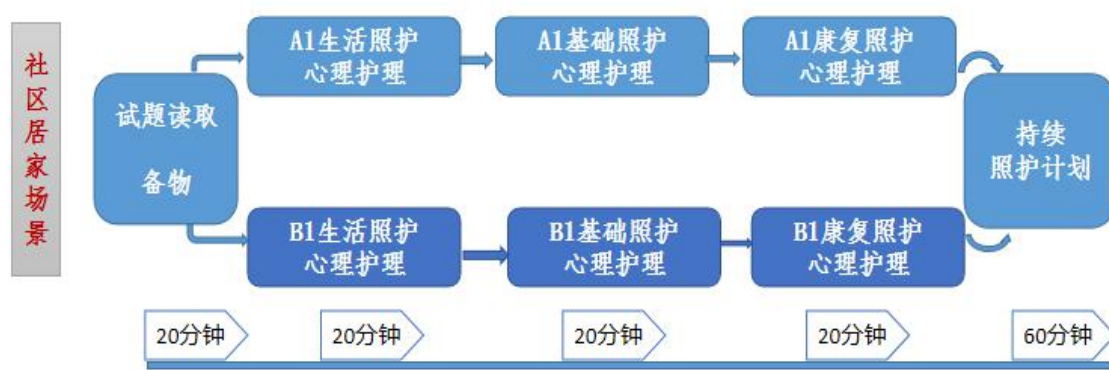 社区居家场景
试题读取
备物
A1生活照护
心理护理
A1基础照护
心理护理
A1康复照护
心理护理
B1生活照护
心理护理
B1基础照护
心理护理
B1康复照护
心理护理
持续
照护计划
20分钟
20分钟
20分钟
20分钟
60分钟